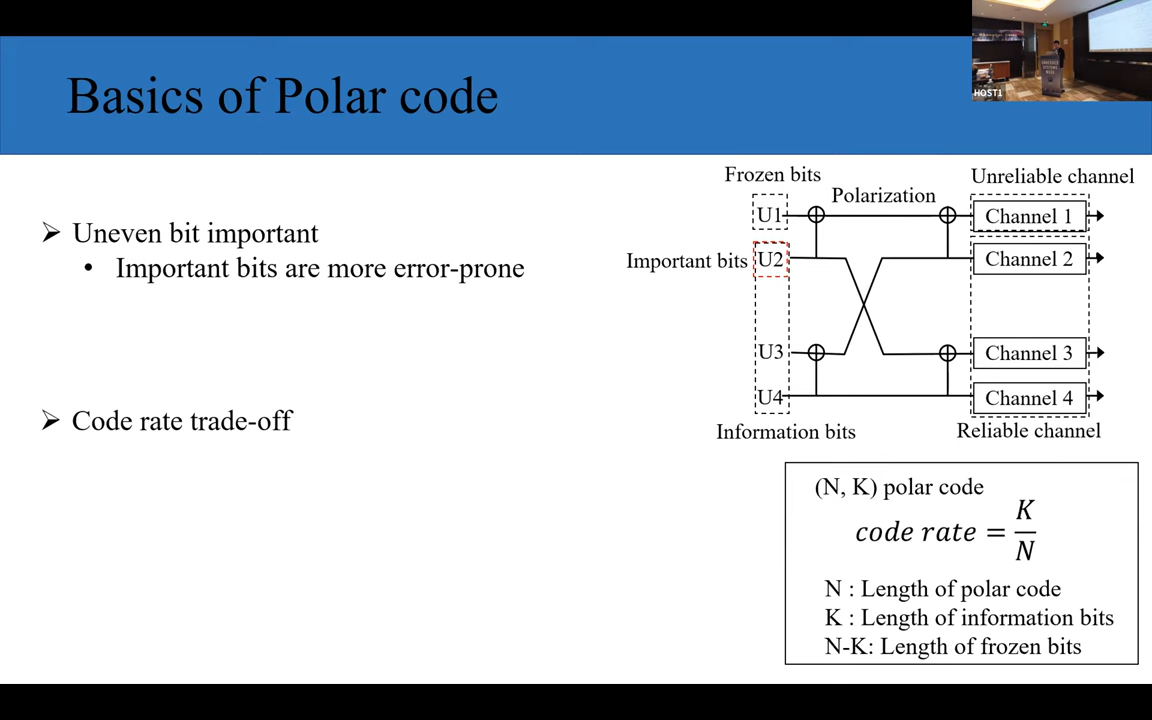 Basics of Polar code
HOST1
➢ Uneven bit important
• Important bits are more error-prone
➢ Code rate trade-off
Frozen bits
Unreliable channel
Polarization
U1
Channel 1
Important bits
U2
Channel 2
U3
Channel 3
U4
Channel 4
Information bits
Reliable channel
(N, K) polar code
code rate = K/N
N : Length of polar code
K : Length of information bits
N-K: Length of frozen bits